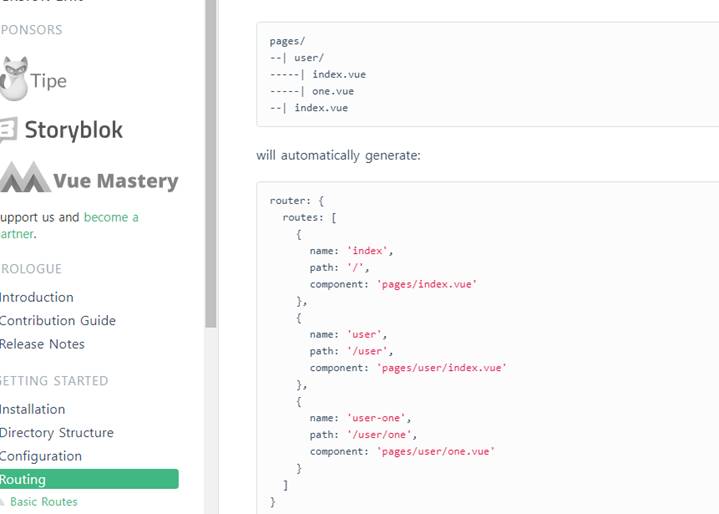 PONSORS
Tipe
Storyblok
Vue Mastery
upport us and become a
artner.
ROLOGUE
Introduction
Contribution Guide
Release Notes
GETTING STARTED
Installation
Directory Structure
Configuration
Routing
Basic Routes
pages/
--| user/
-----| index.vue
-----| one.vue
--| index.vue
will automatically generate:
router: {
  routes: [
    {
      name: 'index',
      path: '/',
      component: 'pages/index.vue'
    },
    {
      name: 'user',
      path: '/user',
      component: 'pages/user/index.vue'
    },
    {
      name: 'user-one',
      path: '/user/one',
      component: 'pages/user/one.vue'
    }
  ]
}